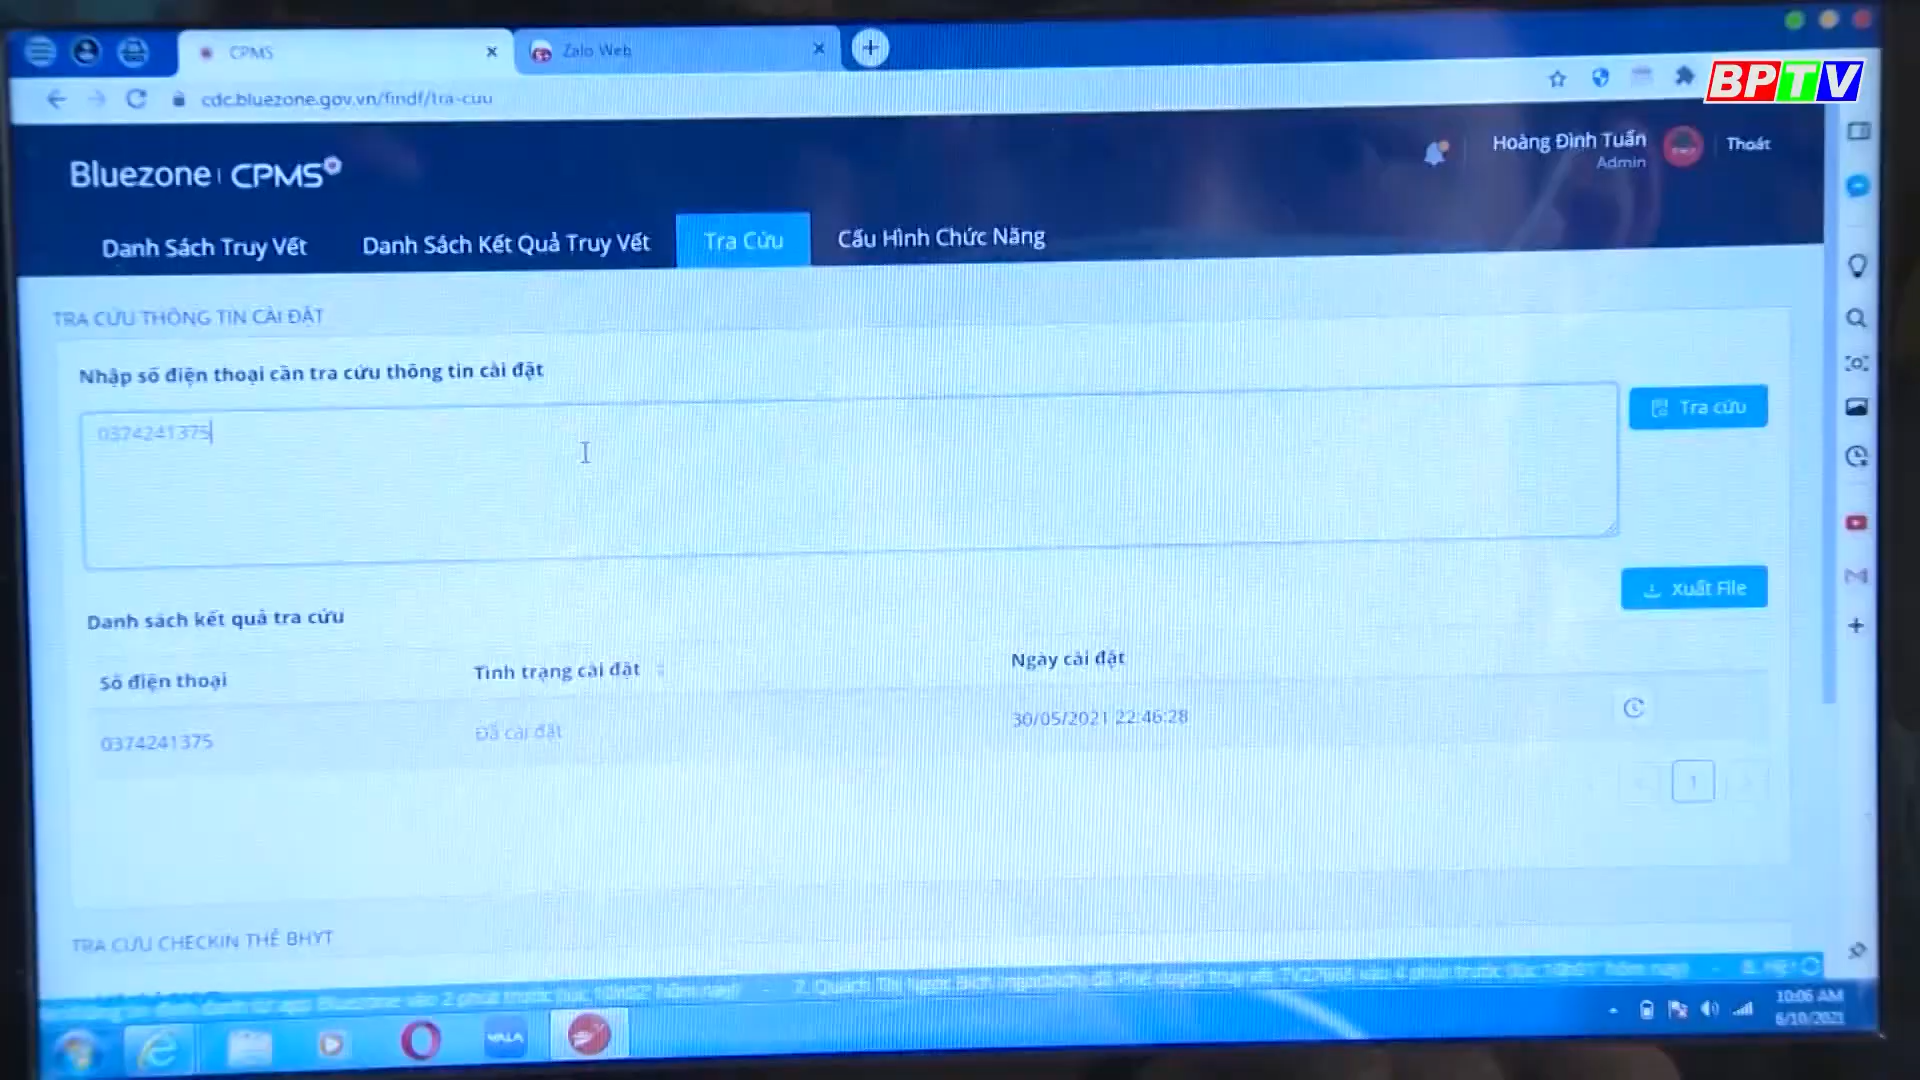 CPMS
Zalo Web
BPTV
cdc.bluezone.gov.vn/findf/tra-cuu
Bluezone | CPMS
Hoàng Đình Tuấn
Admin
Thoát
Danh Sách Truy Vết
Danh Sách Kết Quả Truy Vết
Tra Cứu
Cấu Hình Chức Năng
TRA CỨU THÔNG TIN CÀI ĐẶT
Nhập số điện thoại cần tra cứu thông tin cài đặt
0374241375
Tra cứu
Xuất File
Danh sách kết quả tra cứu
Số điện thoại
Tình trạng cài đặt
Ngày cài đặt
0374241375
Đã cài đặt
30/05/2021 22:46:28
1
TRA CỨU CHECKIN THẺ BHYT
10:06 AM
6/10/2021